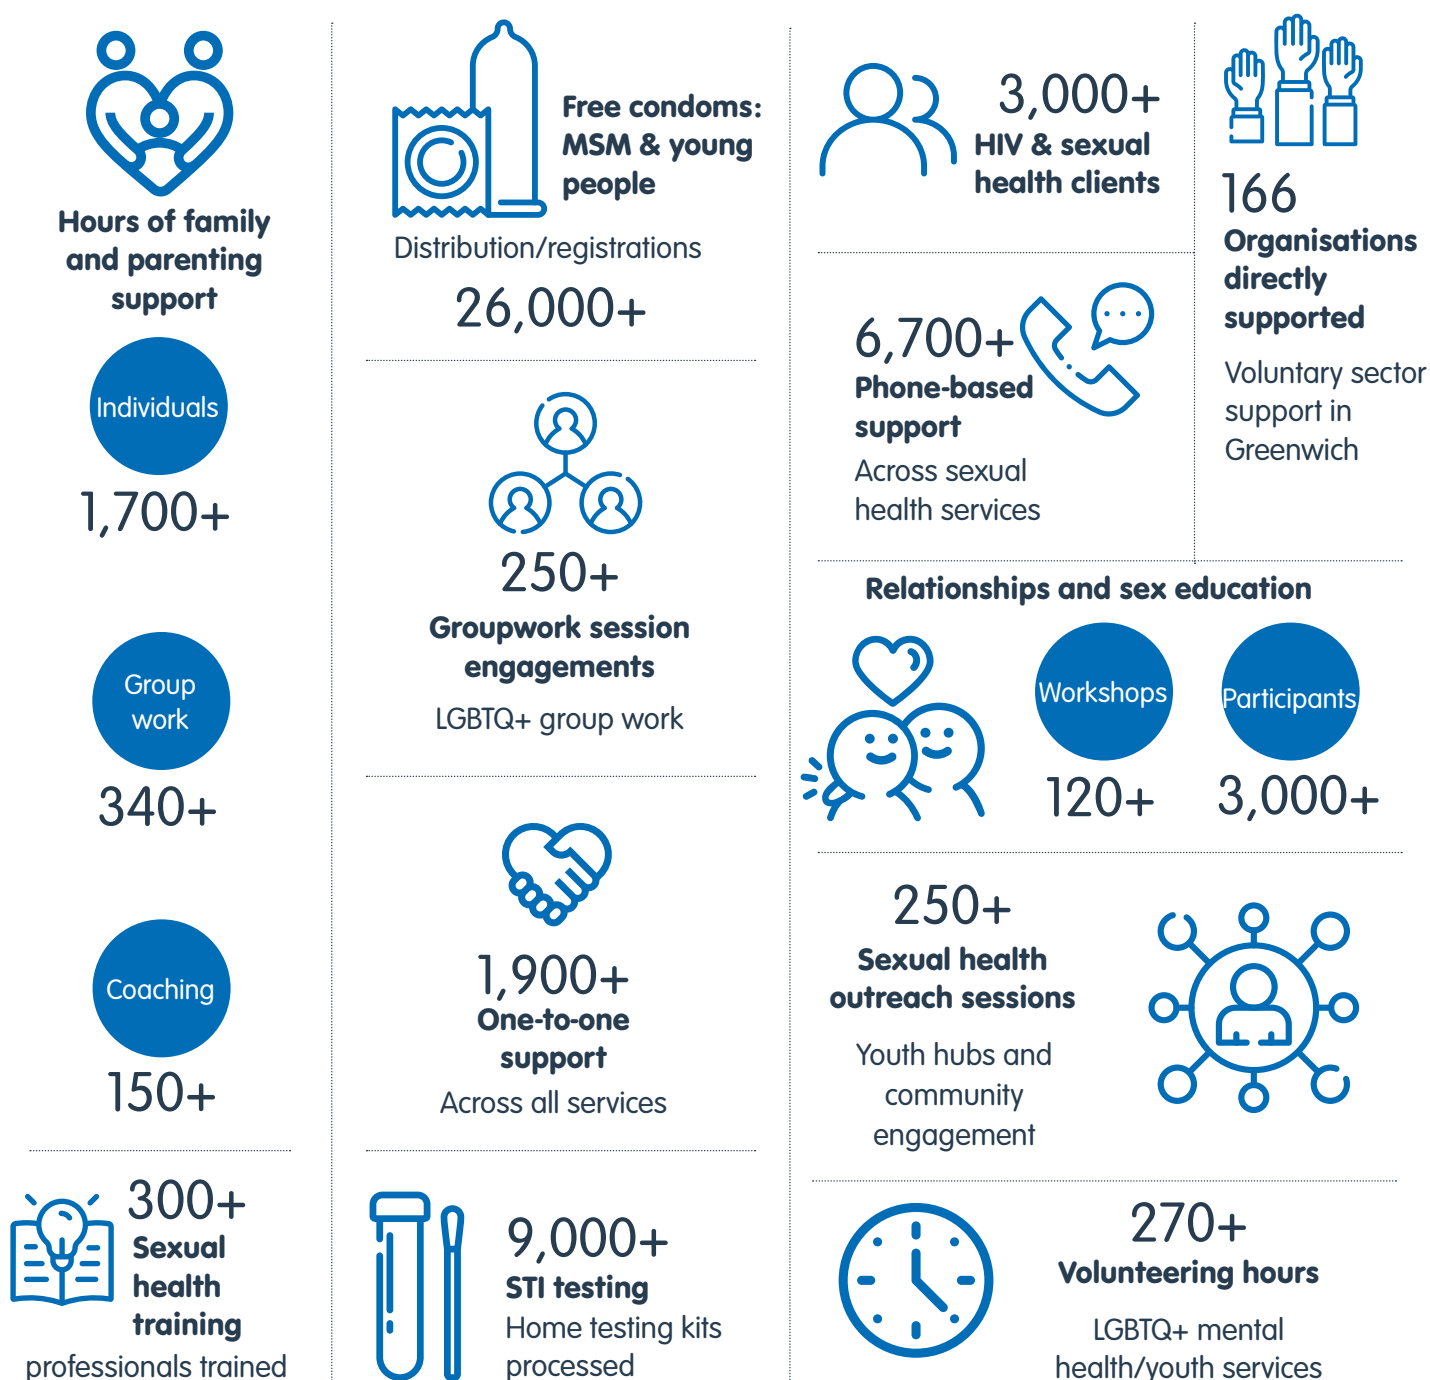 Hours of family
and parenting
support
Individuals
1,700+
Group
work
340+
Coaching
150+
300+
Sexual
health
training
professionals trained
Free condoms:
MSM & young
people
Distribution/registrations
26,000+
250+
Groupwork session
engagements
LGBTQ+ group work
1,900+
One-to-one
support
Across all services
9,000+
STI testing
Home testing kits
processed
3,000+
HIV & sexual
health clients
6,700+
Phone-based
support
Across sexual
health services
166
Organisations
directly
supported
Voluntary sector
support in
Greenwich
Relationships and sex education
Workshops
120+
Participants
3,000+
250+
Sexual health
outreach sessions
Youth hubs and
community
engagement
270+
Volunteering hours
LGBTQ+ mental
health/youth services